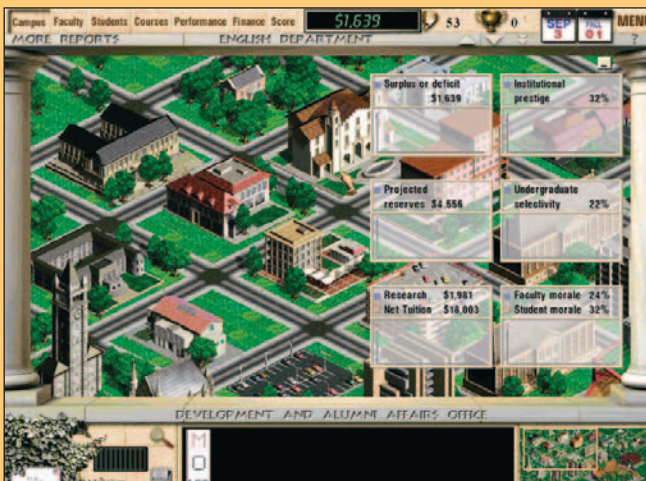 Campus Faculty Students Courses Performance Finance Score $1,639 53 0 SEP 3 FALL 01 MENU
MORE REPORTS ENGLISH DEPARTMENT ?
Surplus or deficit
$1,639
Institutional
prestige 32%
Projected
reserves $4,556
Undergraduate
selectivity 22%
Research $1,981
Net Tuition $18,003
Faculty morale 24%
Student morale 32%
DEVELOPMENT AND ALUMNI AFFAIRS OFFICE
M
O